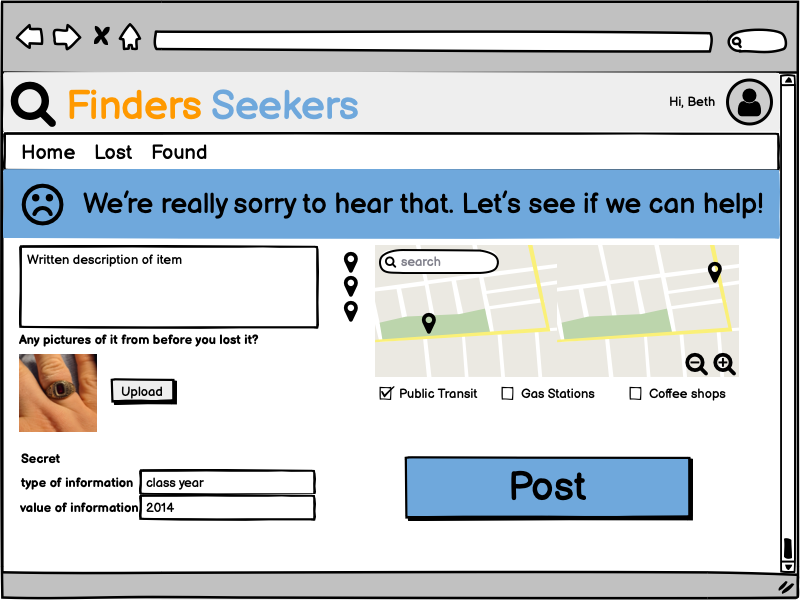 Finders Seekers
Hi, Beth
Home Lost Found
We're really sorry to hear that. Let's see if we can help!
Written description of item
search
Any pictures of it from before you lost it?
Upload
Public Transit
Gas Stations
Coffee shops
Secret
type of information
class year
value of information
2014
Post